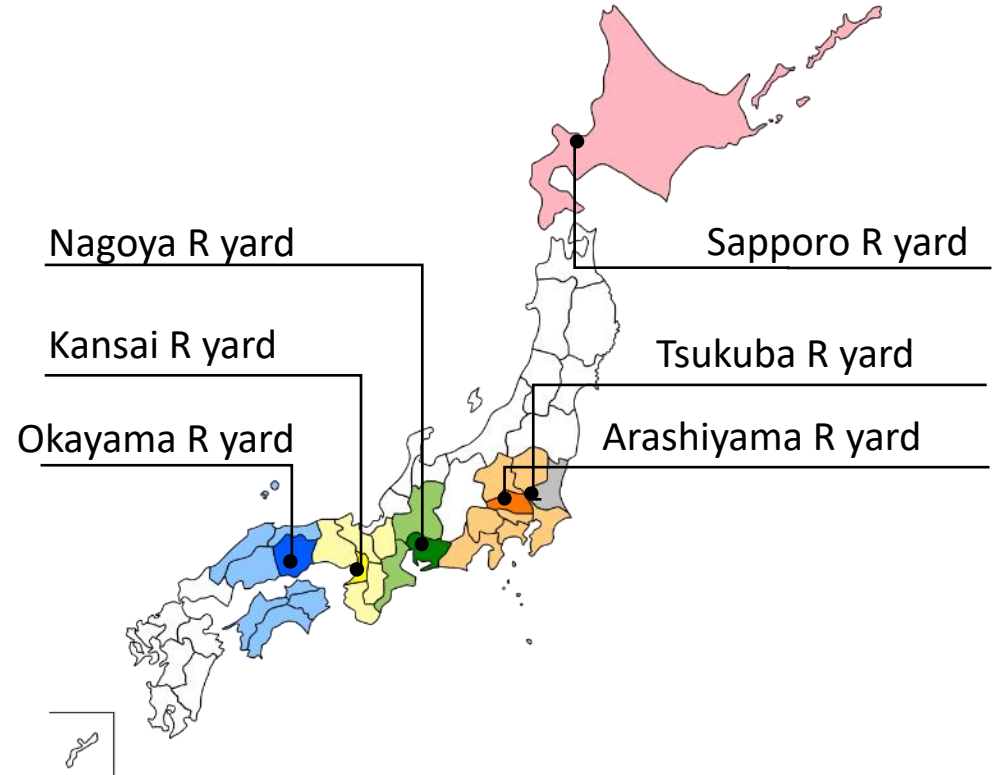 Nagoya R yard
Sapporo R yard
Kansai R yard
Tsukuba R yard
Okayama R yard
Arashiyama R yard